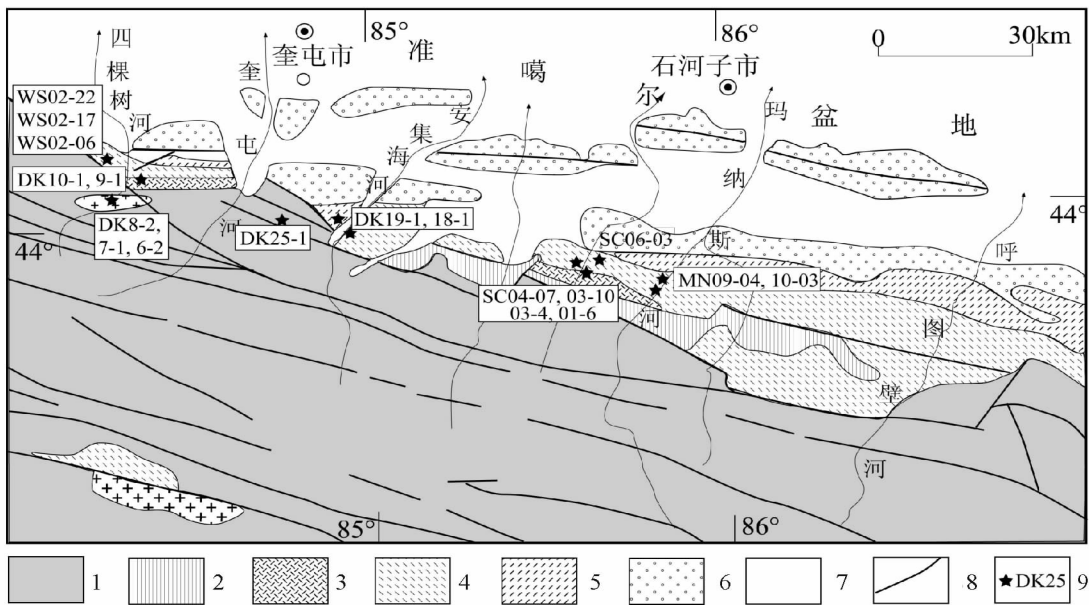 85°
86°
0 30km
准噶尔盆地
四棵树河
奎屯市
奎屯河
安集海河
石河子市
玛纳斯河
呼图壁河
WS02-22
WS02-17
WS02-06
DK10-1, 9-1
DK8-2,
7-1, 6-2
DK25-1
DK19-1, 18-1
SC06-03
SC04-07, 03-10
03-4, 01-6
MN09-04, 10-03
44°
44°
85°
86°
1 2 3 4 5 6 7 8 ★DK25 9